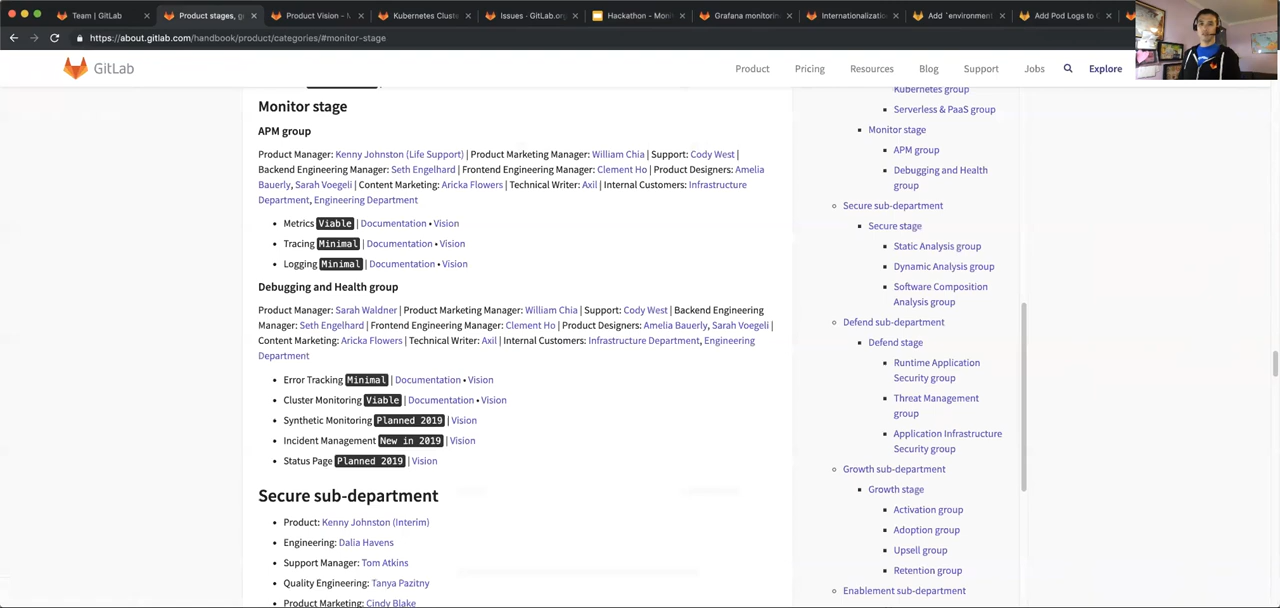 Team | GitLab
Product stages, g
Product Vision - M
Kubernetes Cluste
Issues · GitLab.org
Hackathon - Moni
Grafana monitorin
Internationalizatio
Add `environment
Add Pod Logs to C
https://about.gitlab.com/handbook/product/categories/#monitor-stage
GitLab
Product
Pricing
Resources
Blog
Support
Jobs
Explore
Monitor stage
APM group
Product Manager: Kenny Johnston (Life Support) | Product Marketing Manager: William Chia | Support: Cody West |
Backend Engineering Manager: Seth Engelhard | Frontend Engineering Manager: Clement Ho | Product Designers: Amelia
Bauerly, Sarah Voegeli | Content Marketing: Aricka Flowers | Technical Writer: Axil | Internal Customers: Infrastructure
Department, Engineering Department
Metrics Viable | Documentation • Vision
Tracing Minimal | Documentation • Vision
Logging Minimal | Documentation • Vision
Debugging and Health group
Product Manager: Sarah Waldner | Product Marketing Manager: William Chia | Support: Cody West | Backend Engineering
Manager: Seth Engelhard | Frontend Engineering Manager: Clement Ho | Product Designers: Amelia Bauerly, Sarah Voegeli |
Content Marketing: Aricka Flowers | Technical Writer: Axil | Internal Customers: Infrastructure Department, Engineering
Department
Error Tracking Minimal | Documentation • Vision
Cluster Monitoring Viable | Documentation • Vision
Synthetic Monitoring Planned 2019 | Vision
Incident Management New in 2019 | Vision
Status Page Planned 2019 | Vision
Secure sub-department
Product: Kenny Johnston (Interim)
Engineering: Dalia Havens
Support Manager: Tom Atkins
Quality Engineering: Tanya Pazitny
Product Marketing: Cindy Blake
Kubernetes group
Serverless & PaaS group
Monitor stage
APM group
Debugging and Health
group
Secure sub-department
Secure stage
Static Analysis group
Dynamic Analysis group
Software Composition
Analysis group
Defend sub-department
Defend stage
Runtime Application
Security group
Threat Management
group
Application Infrastructure
Security group
Growth sub-department
Growth stage
Activation group
Adoption group
Upsell group
Retention group
Enablement sub-department